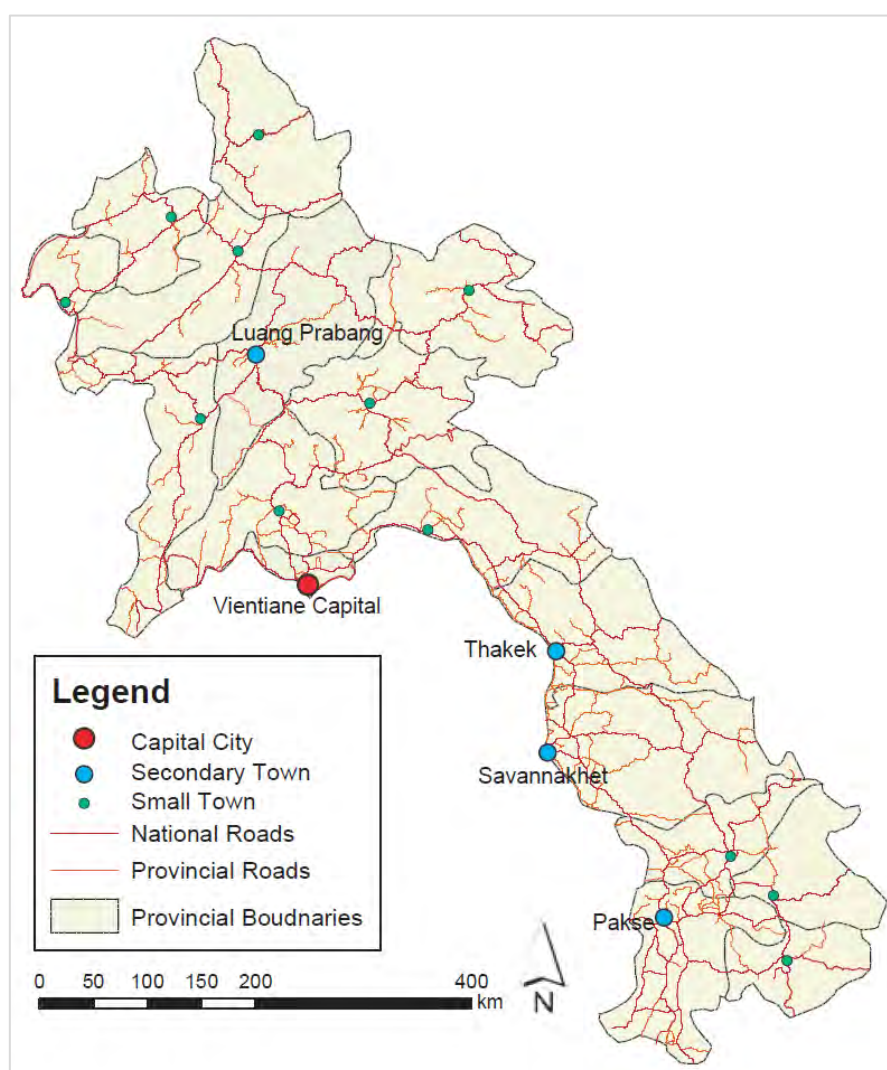 Luang Prabang
Vientiane Capital
Thakek
Savannakhet
Pakse
Legend
Capital City
Secondary Town
Small Town
National Roads
Provincial Roads
Provincial Boudnaries
0 50 100 150 200 400
km
N